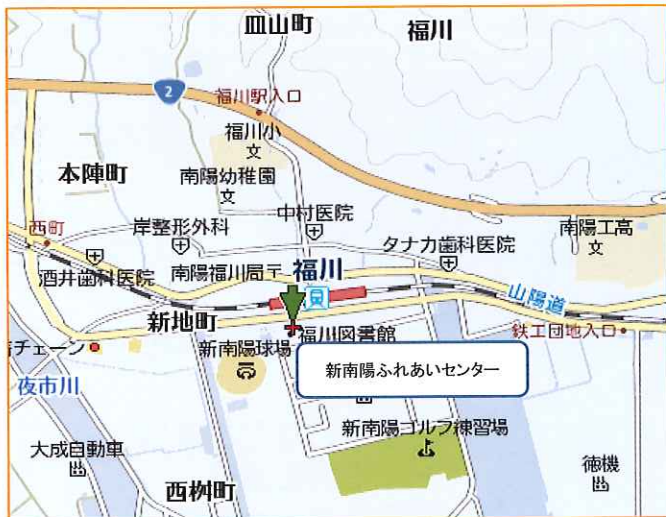 皿山町
福川
2
福川駅入口
福川小
文
本陣町
南陽幼稚園
文
西町
岸整形外科
中村医院
南陽工高
文
タナカ歯科医院
酒井歯科医院
南陽福川局〒
福川
山陽道
新地町
鉄工団地入口
チェーン
新南陽球場
福川図書館
新南陽ふれあいセンター
夜市川
新南陽ゴルフ練習場
大成自動車
徳機
西桝町